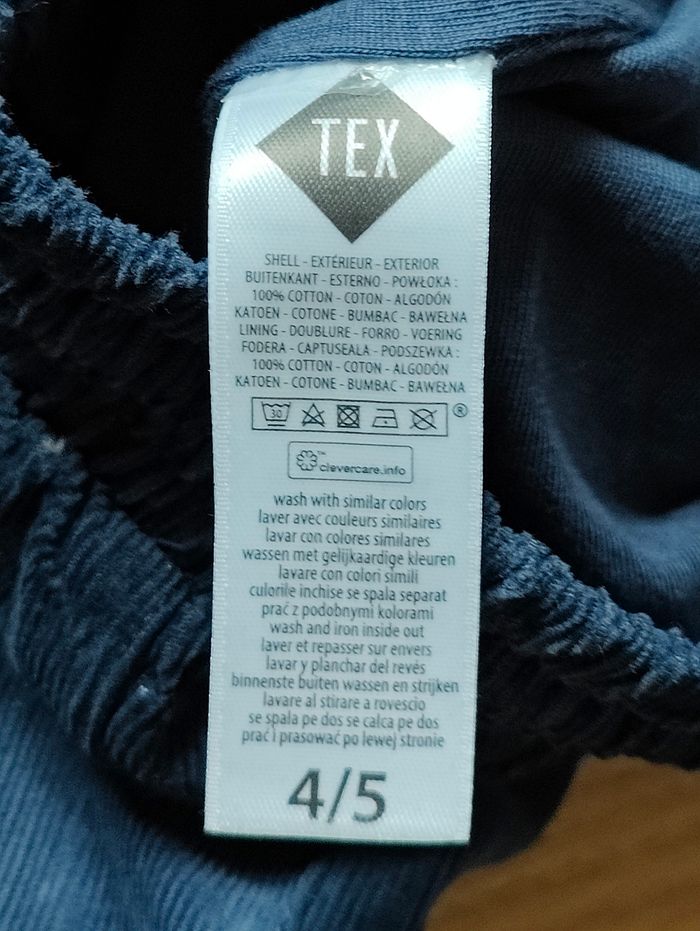 TEX
SHELL - EXTÉRIEUR - EXTERIOR
BUITENKANT - ESTERNO - POWŁOKA :
100% COTTON - COTON - ALGODÓN
KATOEN - COTONE - BUMBAC - BAWEŁNA
LINING - DOUBLURE - FORRO - VOERING
FODERA - CAPTUSEALA - PODSZEWKA :
100% COTTON - COTON - ALGODÓN
KATOEN - COTONE - BUMBAC - BAWEŁNA
30 ®
™ clevercare.info
wash with similar colors
laver avec couleurs similaires
lavar con colores similares
wassen met gelijkaardige kleuren
lavare con colori simili
culorile inchise se spala separat
prać z podobnymi kolorami
wash and iron inside out
laver et repasser sur envers
lavar y planchar del revés
binnenste buiten wassen en strijken
lavare al stirare a rovescio
se spala pe dos se calca pe dos
prać i prasować po lewej stronie
4/5